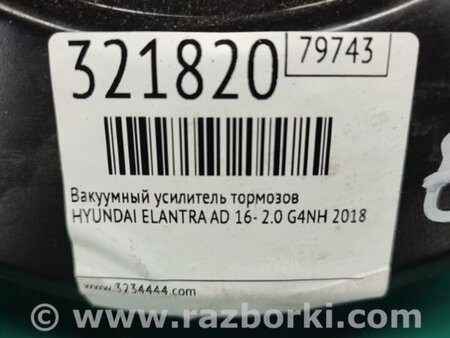 321820
79743
Вакуумный усилитель тормозов
HYUNDAI ELANTRA AD 16- 2.0 G4NH 2018
www.3234444.com
www.razborki.com